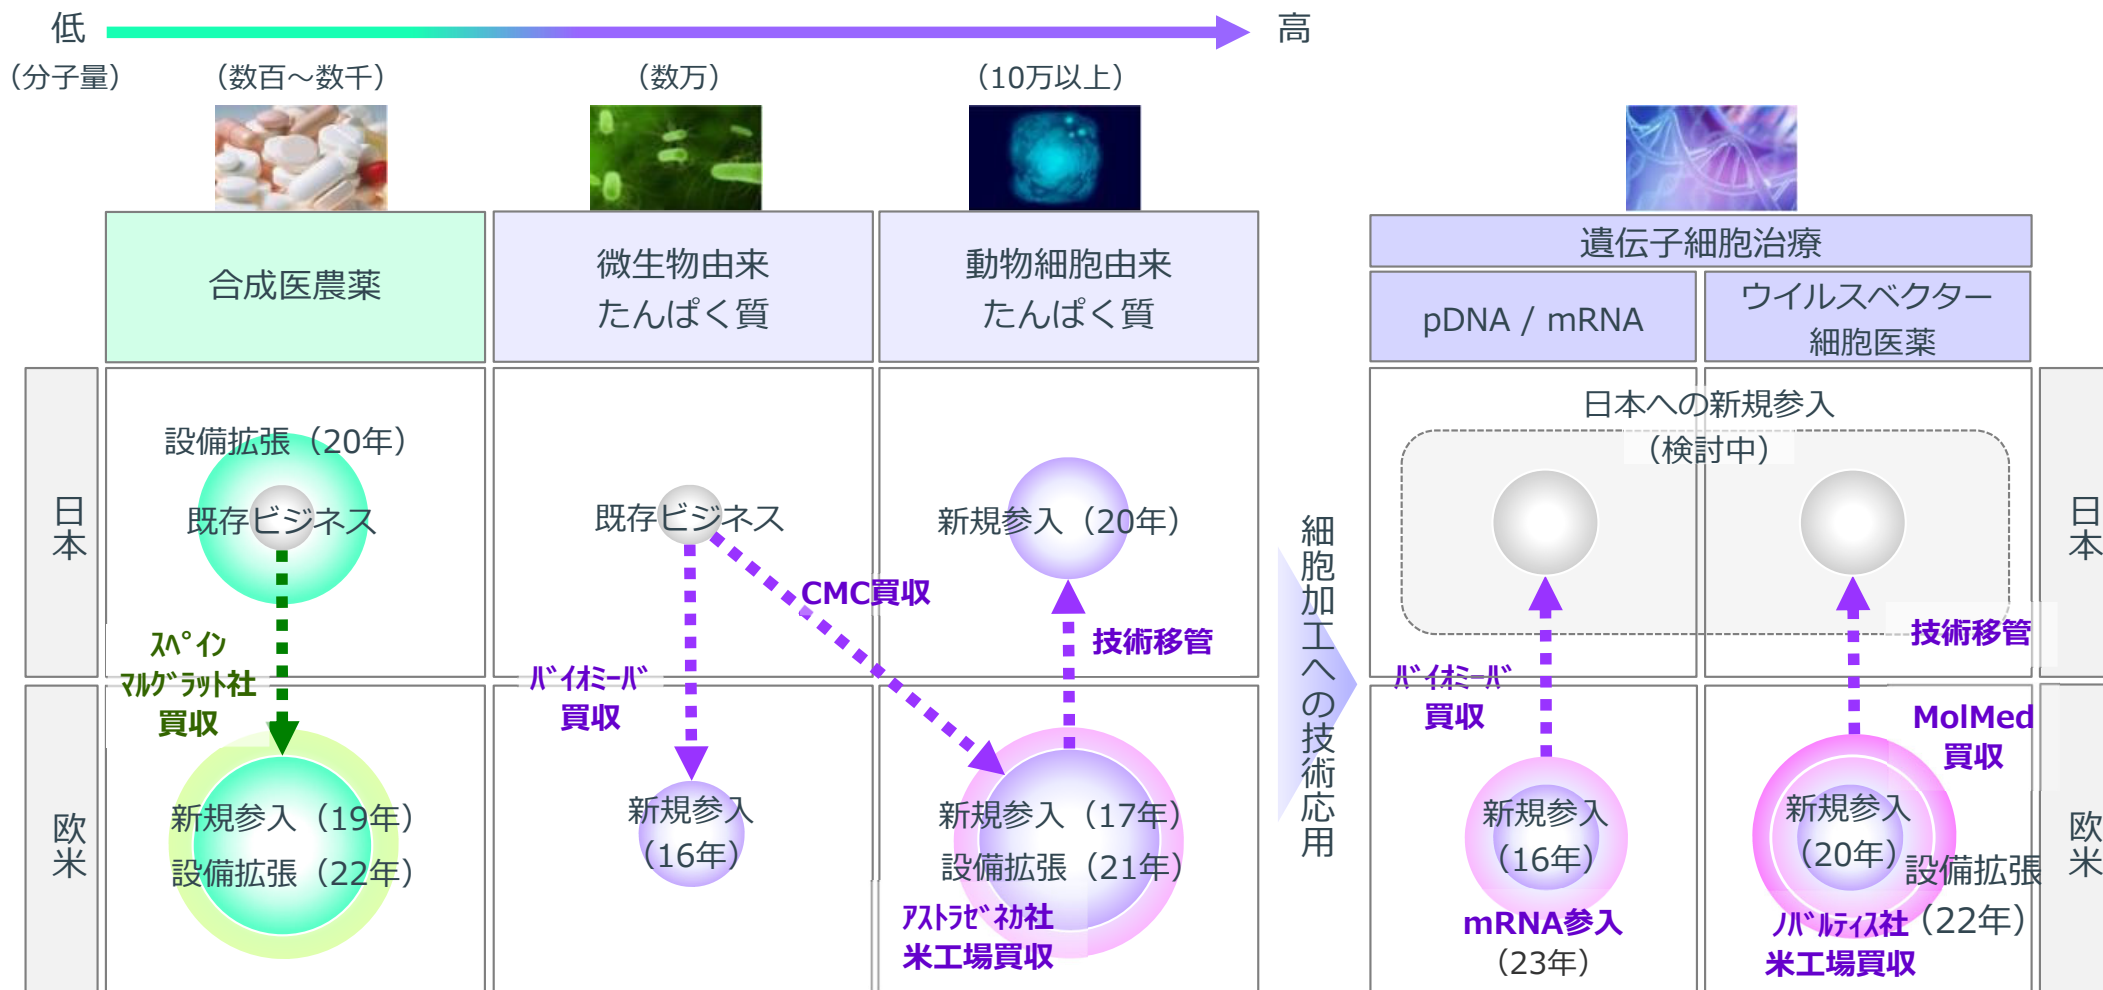 低
高
（分子量）
（数百～数千）
（数万）
（10万以上）
合成医農薬
微生物由来
たんぱく質
動物細胞由来
たんぱく質
遺伝子細胞治療
pDNA / mRNA
ウイルスベクター
細胞医薬
日本
設備拡張（20年）
既存ビジネス
既存ビジネス
新規参入（20年）
CMC買収
技術移管
ｽﾍﾟｲﾝ
ﾏﾙｸﾞﾗｯﾄ社
買収
ﾊﾞｲｵﾐｰﾊﾞ
買収
細胞加工への技術応用
日本への新規参入
（検討中）
技術移管
ﾊﾞｲｵﾐｰﾊﾞ
買収
MolMed
買収
日本
欧米
新規参入（19年）
設備拡張（22年）
新規参入
（16年）
新規参入（17年）
設備拡張（21年）
ｱｽﾄﾗｾﾞﾈｶ社
米工場買収
新規参入
（16年）
mRNA参入
（23年）
新規参入
（20年）
設備拡張
（22年）
ﾉﾊﾞﾙﾃｨｽ社
米工場買収
欧米